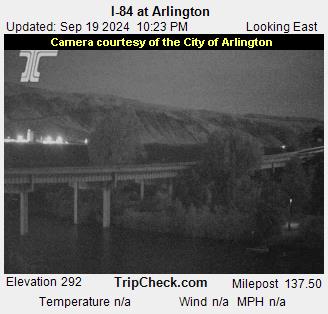 I-84 at Arlington
Updated: Sep 19 2024 10:23 PM Looking East
Camera courtesy of the City of Arlington
Elevation 292 TripCheck.com Milepost 137.50
Temperature n/a Wind n/a MPH n/a